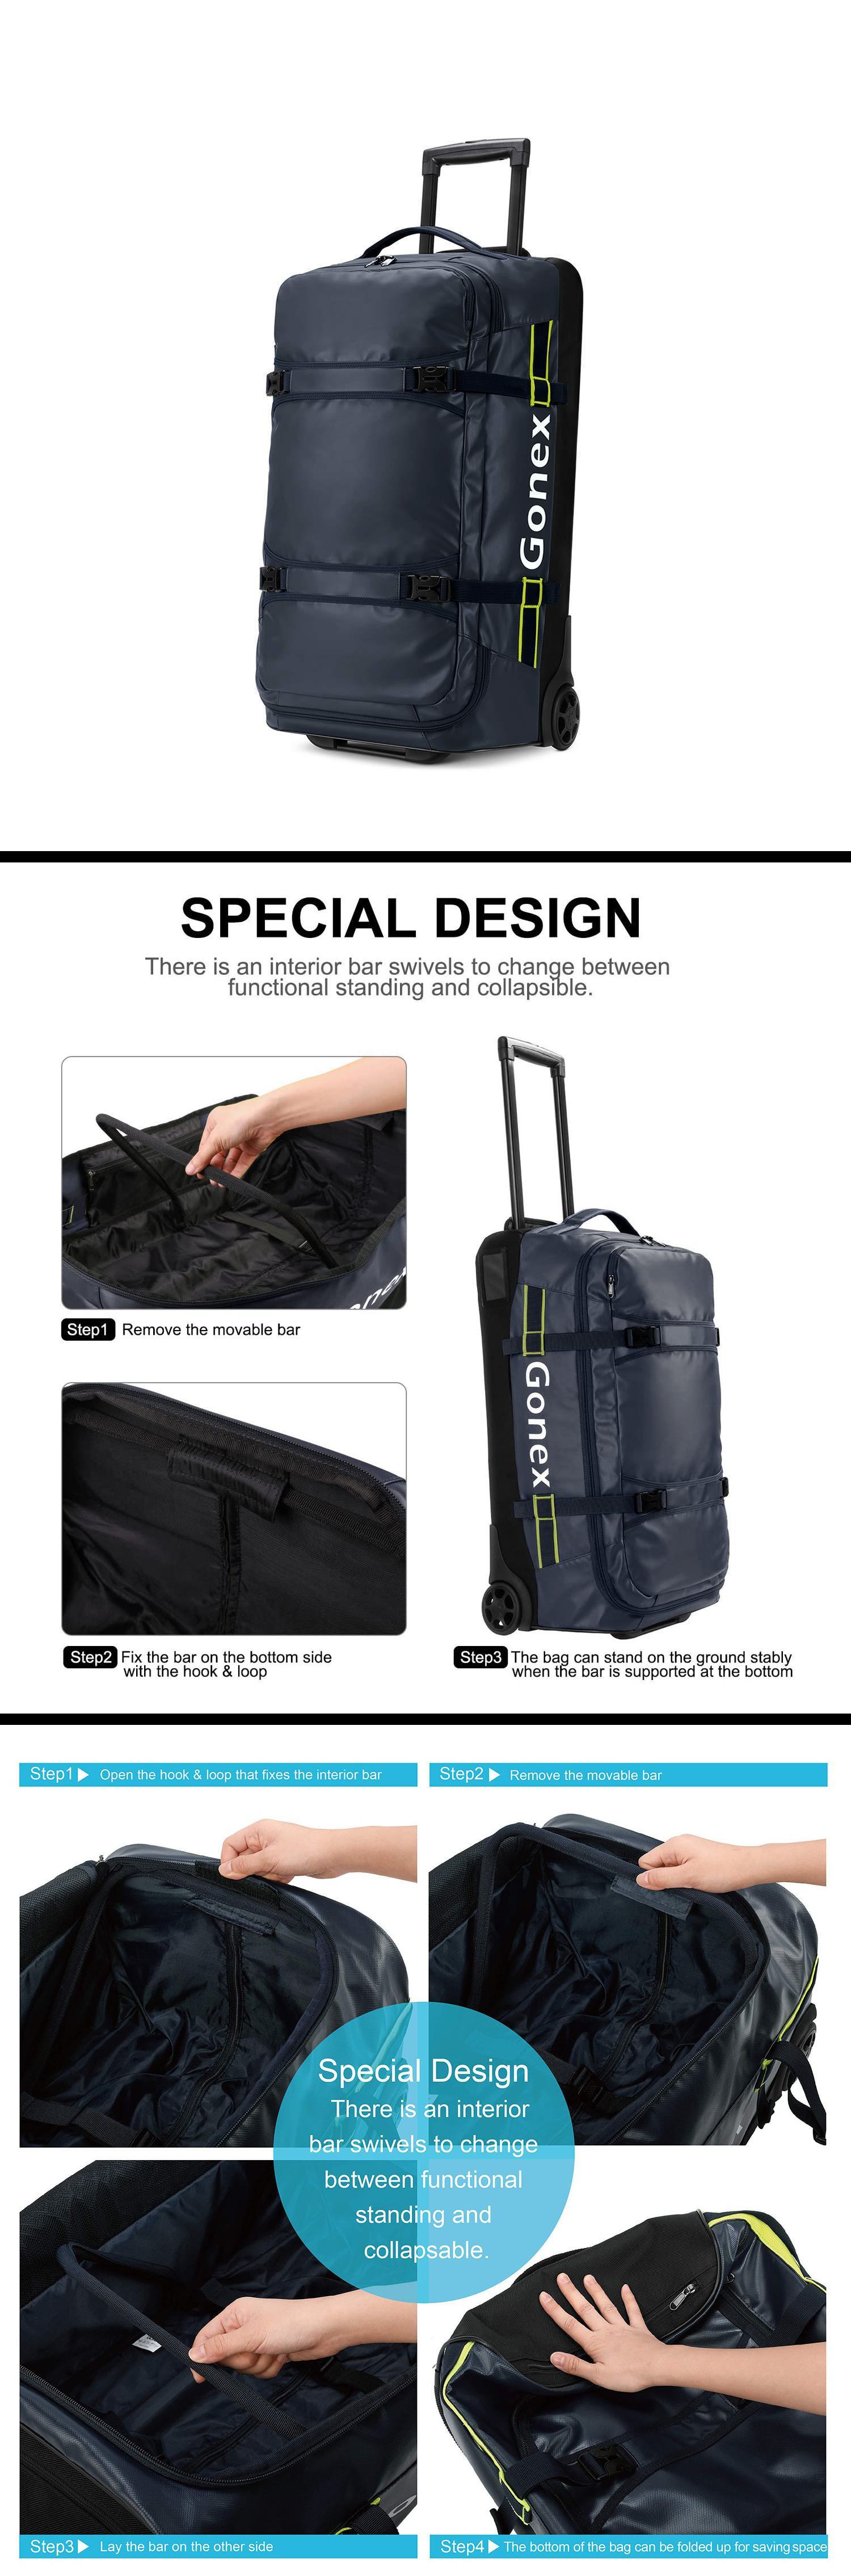 Gonex
SPECIAL DESIGN
There is an interior bar swivels to change between
functional standing and collapsible.
Step1 Remove the movable bar
Gonex
Step2 Fix the bar on the bottom side
with the hook & loop
Step3 The bag can stand on the ground stably
when the bar is supported at the bottom
Step1 Open the hook & loop that fixes the interior bar
Step2 Remove the movable bar
Special Design
There is an interior
bar swivels to change
between functional
standing and
collapsable.
Step3 Lay the bar on the other side
Step4 The bottom of the bag can be folded up for saving space